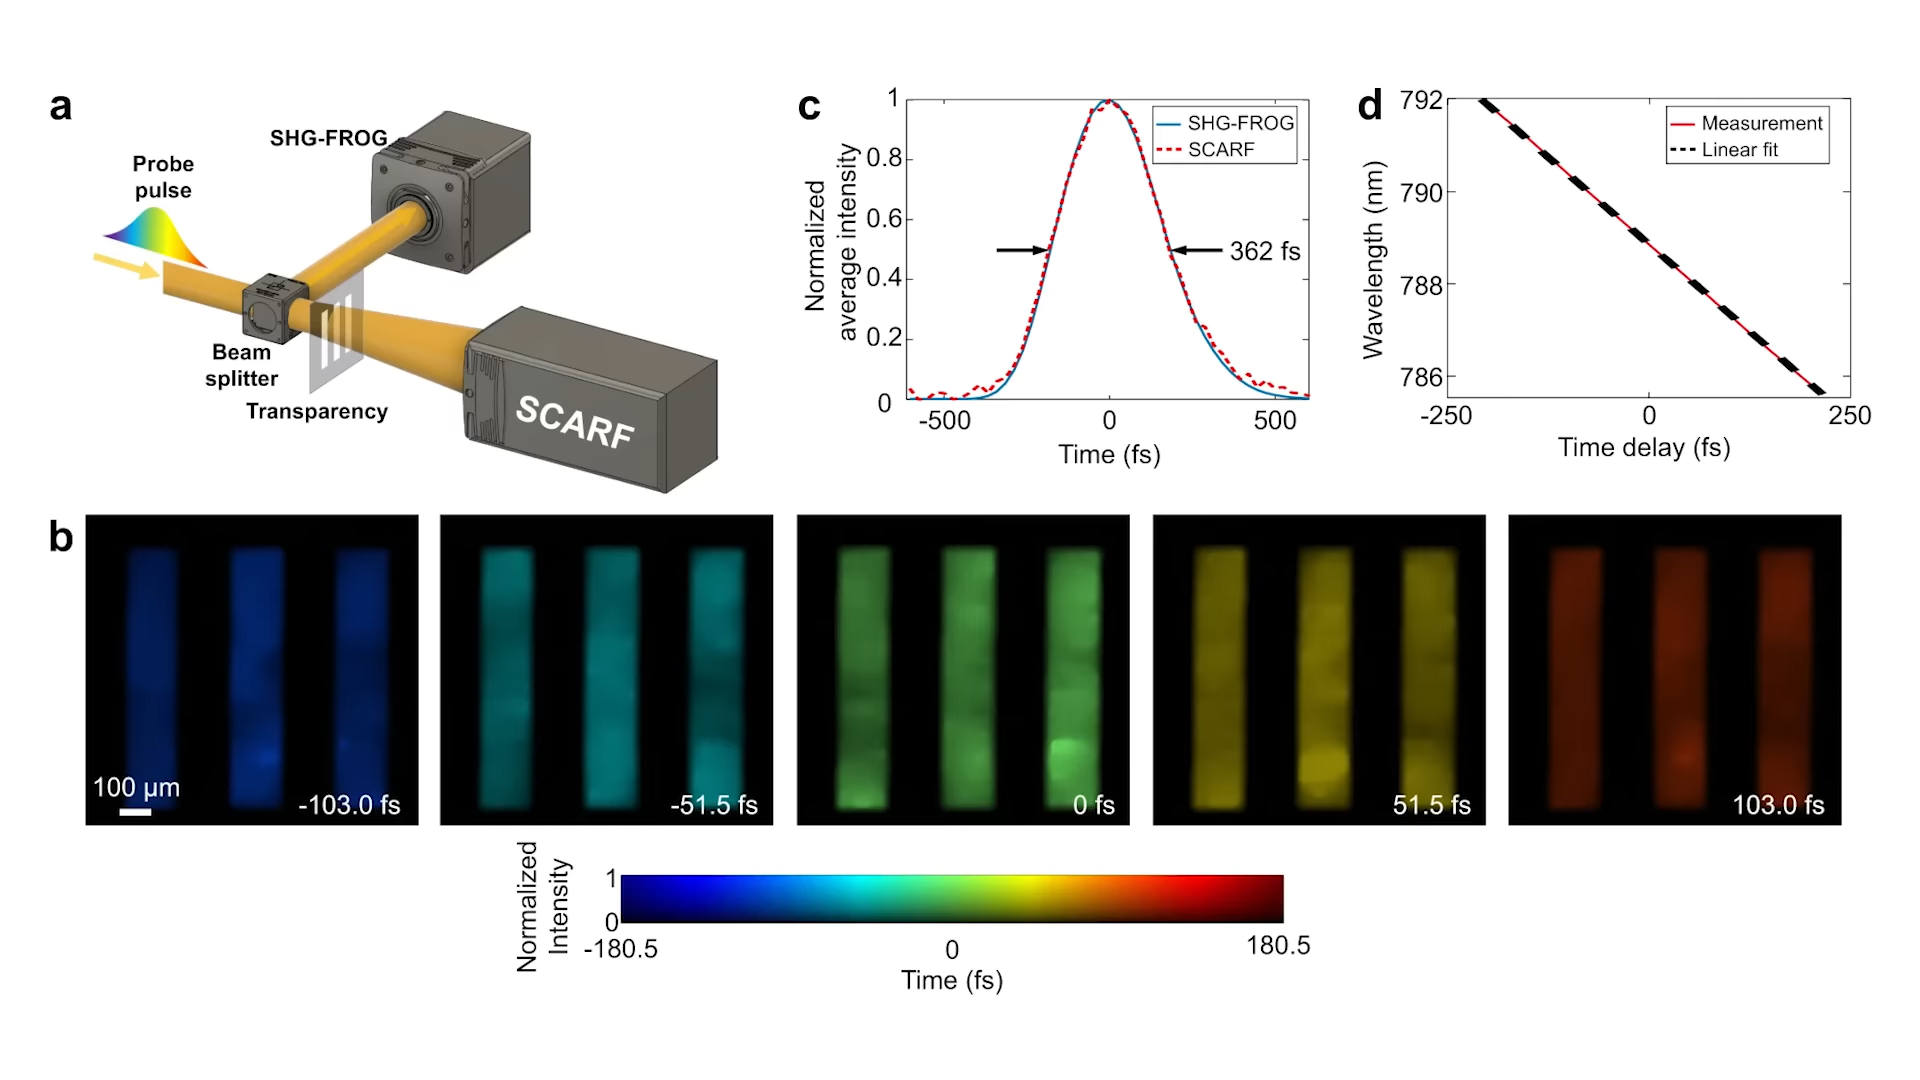 a
SHG-FROG
Probe
pulse
Beam
splitter
Transparency
SCARF
c
Normalized
average intensity
1
0.8
0.6
0.4
0.2
0
-500
0
500
Time (fs)
SHG-FROG
SCARF
362 fs
d
Wavelength (nm)
792
790
788
786
-250
0
250
Time delay (fs)
Measurement
Linear fit
b
100 µm
-103.0 fs
-51.5 fs
0 fs
51.5 fs
103.0 fs
Normalized
Intensity
1
0
-180.5
0
180.5
Time (fs)